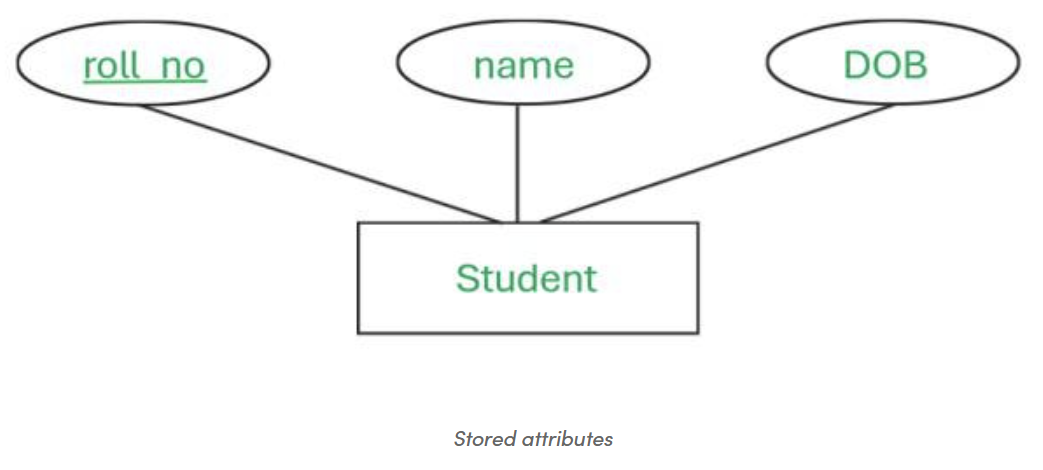 roll_no
name
DOB
Student
Stored attributes